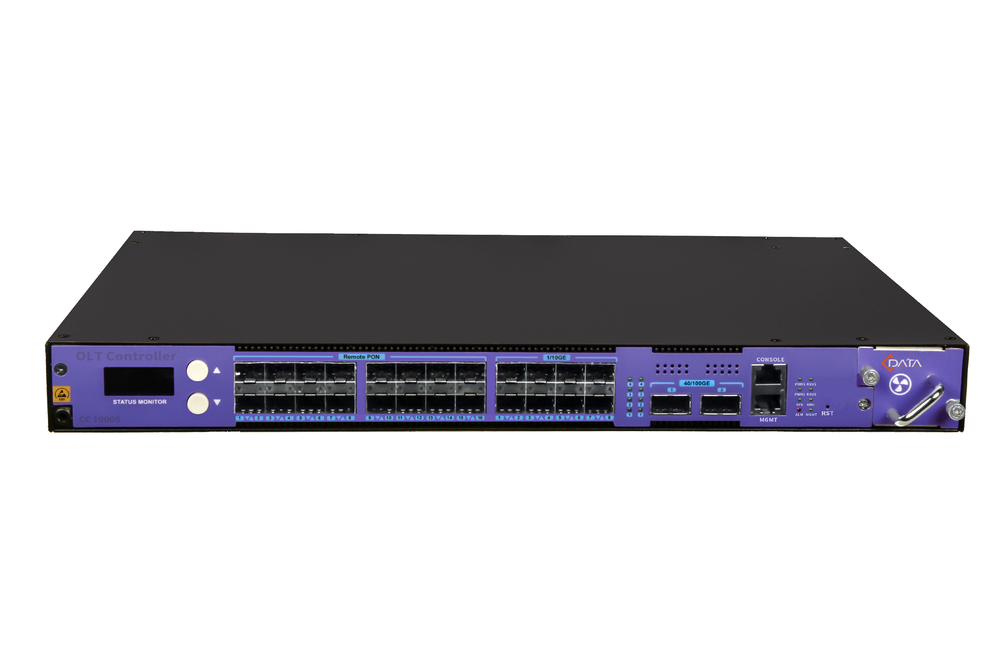 OLT Controller
STATUS MONITOR
CC 1000S
ESD
Remote PON
1 2 3 4 5 6 7 8
9 10 11 12 13 14 15 16
1/10GE
1 2 3 4 5 6 7 8
4 4
3 3
2 2
1 1
40/100GE
1 2
CONSOLE
MGMT
PWR1 RSV1
PWR2 RSV2
SYS BBU
ALM MGMT
RST
DATA